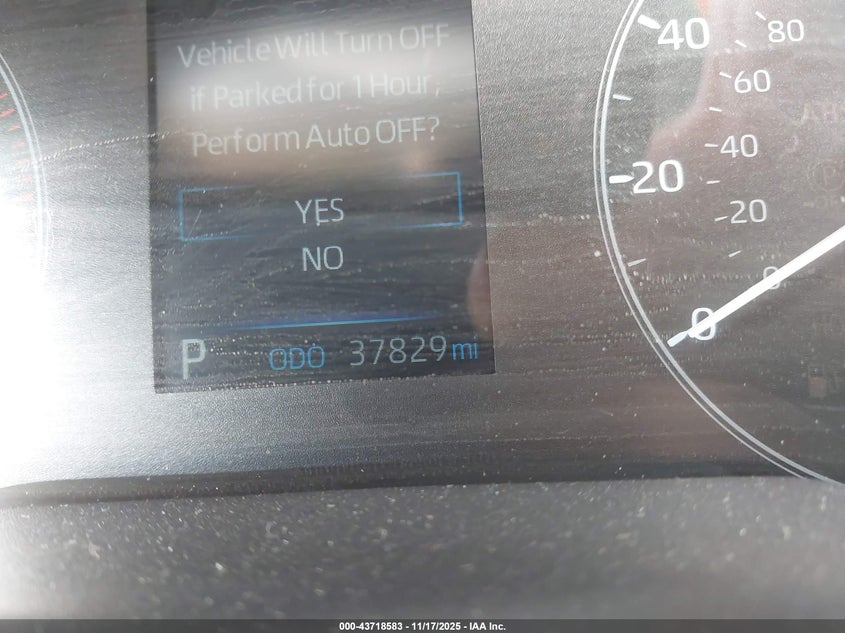 Vehicle Will Turn OFF
if Parked for 1 Hour,
Perform Auto OFF?
YES
NO
P ODO 37829 mi
40 80
60
20 40
20
0 0
000-43718583 - 11/17/2025 - IAA Inc.